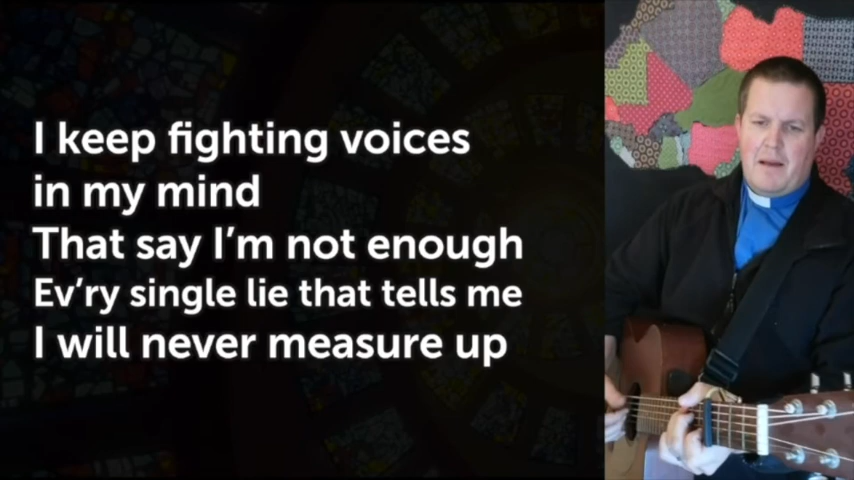 I keep fighting voices
in my mind
That say I’m not enough
Ev’ry single lie that tells me
I will never measure up